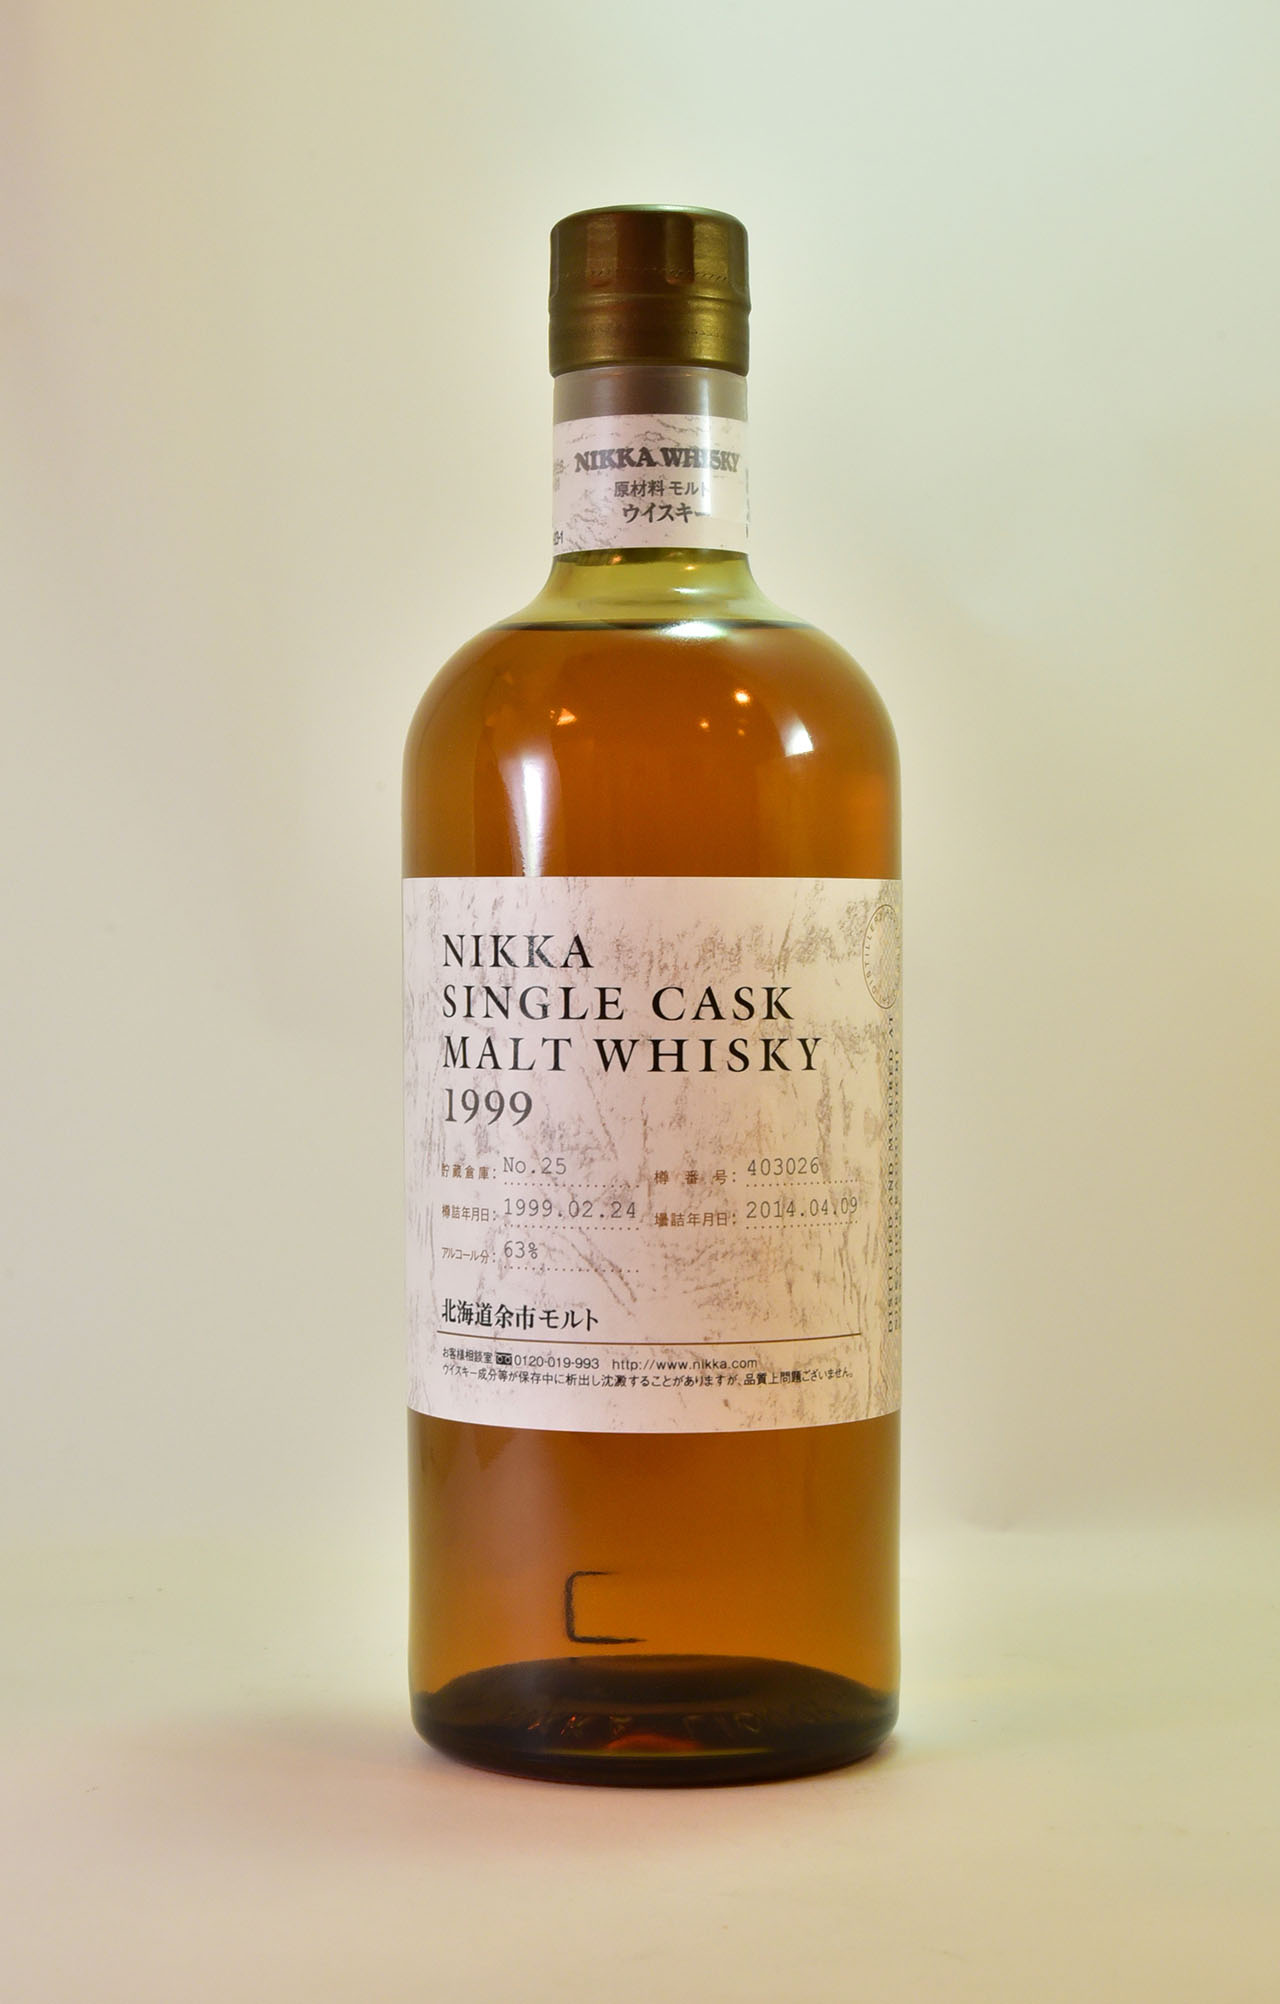 NIKKA WHISKY
原材料 モルト
ウイスキー
NIKKA
SINGLE CASK
MALT WHISKY
1999
貯蔵倉庫: No.25 樽番号: 403026
樽詰年月日: 1999.02.24 壜詰年月日: 2014.04.09
アルコール分: 63%
北海道余市モルト
お客様相談室 0120-019-993 http://www.nikka.com
ウイスキー成分等が保存中に析出し沈澱することがありますが、品質上問題ございません。
DISTILLED AND MATURED AT